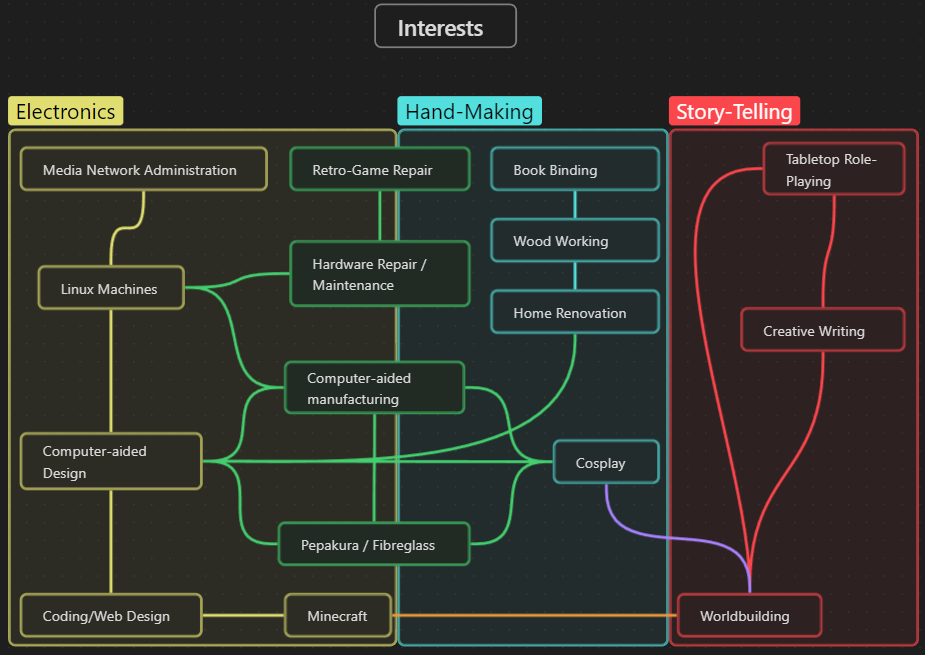 Interests
Electronics
Hand-Making
Story-Telling
Media Network Administration
Retro-Game Repair
Book Binding
Tabletop Role-
Playing
Wood Working
Linux Machines
Hardware Repair /
Maintenance
Home Renovation
Creative Writing
Computer-aided
manufacturing
Computer-aided
Design
Cosplay
Pepakura / Fibreglass
Coding/Web Design
Minecraft
Worldbuilding